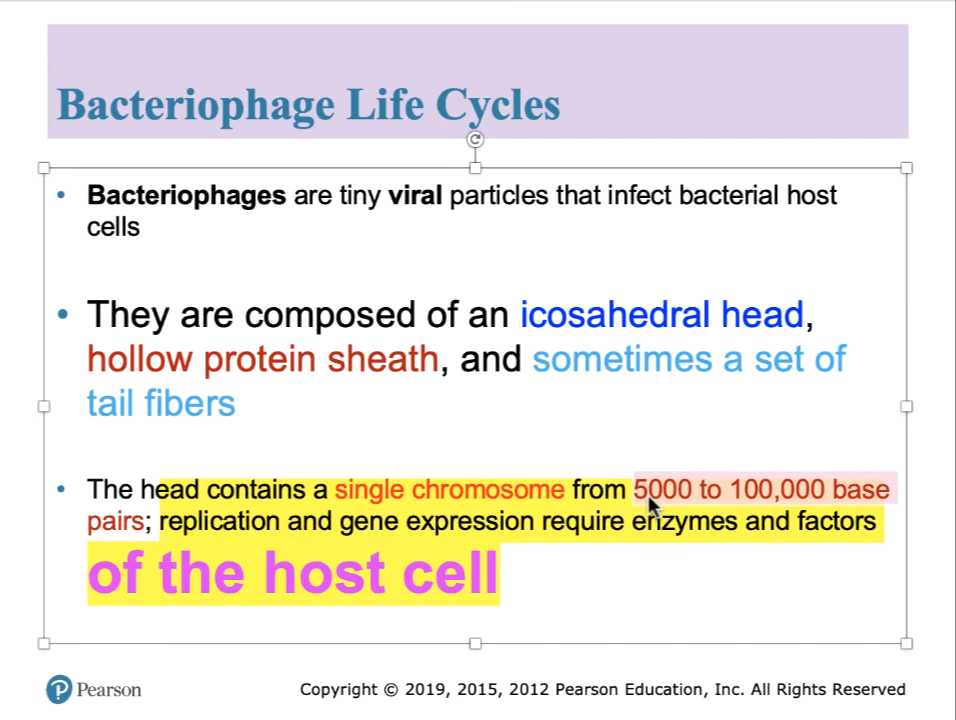 Bacteriophage Life Cycles
• Bacteriophages are tiny viral particles that infect bacterial host
cells
• They are composed of an icosahedral head,
hollow protein sheath, and sometimes a set of
tail fibers
• The head contains a single chromosome from 5000 to 100,000 base
pairs; replication and gene expression require enzymes and factors
of the host cell
Pearson
Copyright © 2019, 2015, 2012 Pearson Education, Inc. All Rights Reserved